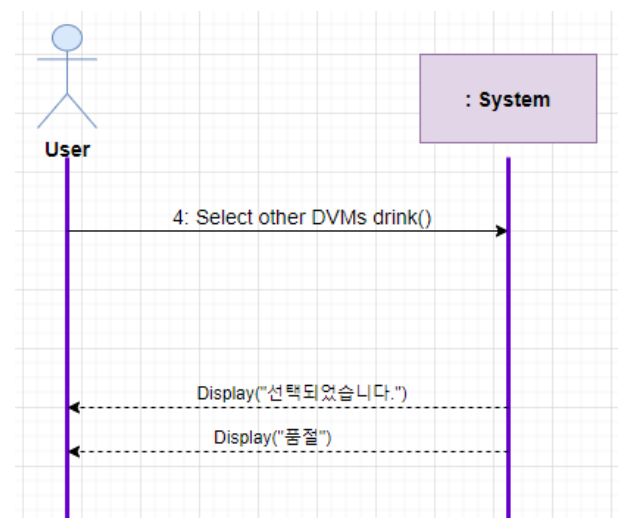 : System
User
4: Select other DVMs drink()
Display("선택되었습니다.")
Display("품절")